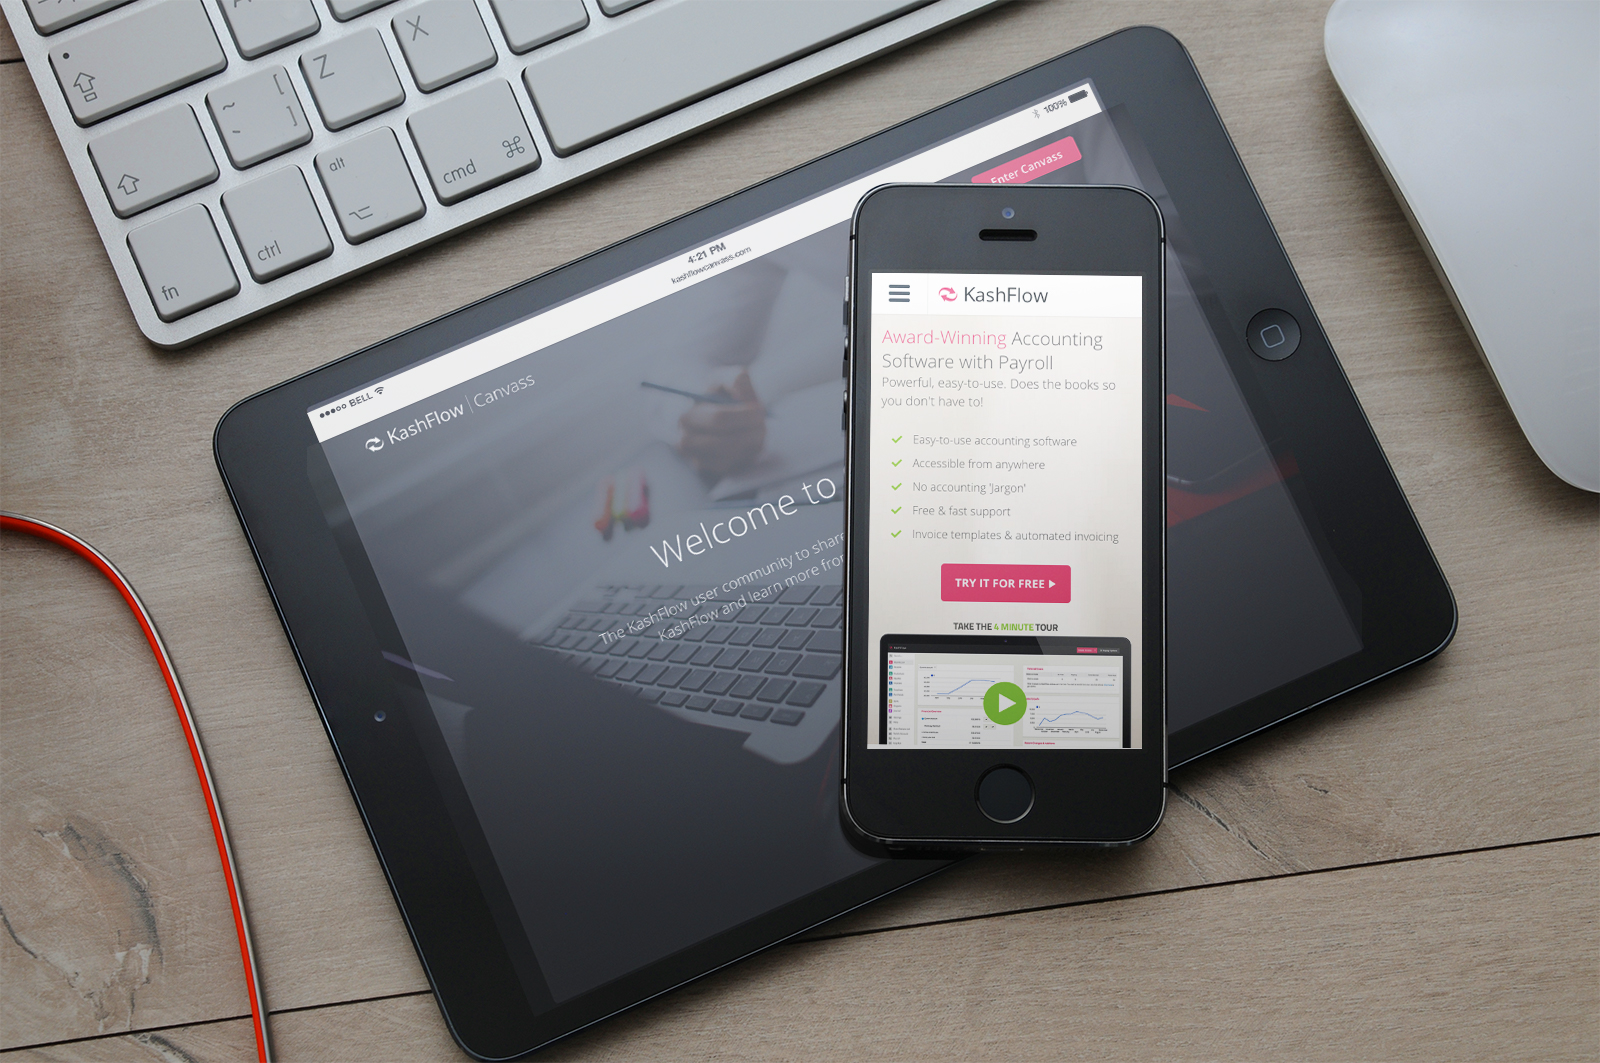 Z
X
~
[
]
alt
cmd
ctrl
fn
100%
Enter Canvass
4:21 PM
kashflowcanvass.com
BELL
KashFlow | Canvass
Welcome to
The KashFlow user community to share
KashFlow and learn more from
KashFlow
Award-Winning Accounting
Software with Payroll
Powerful, easy-to-use. Does the books so
you don't have to!
Easy-to-use accounting software
Accessible from anywhere
No accounting 'Jargon'
Free & fast support
Invoice templates & automated invoicing
TRY IT FOR FREE
TAKE THE 4 MINUTE TOUR